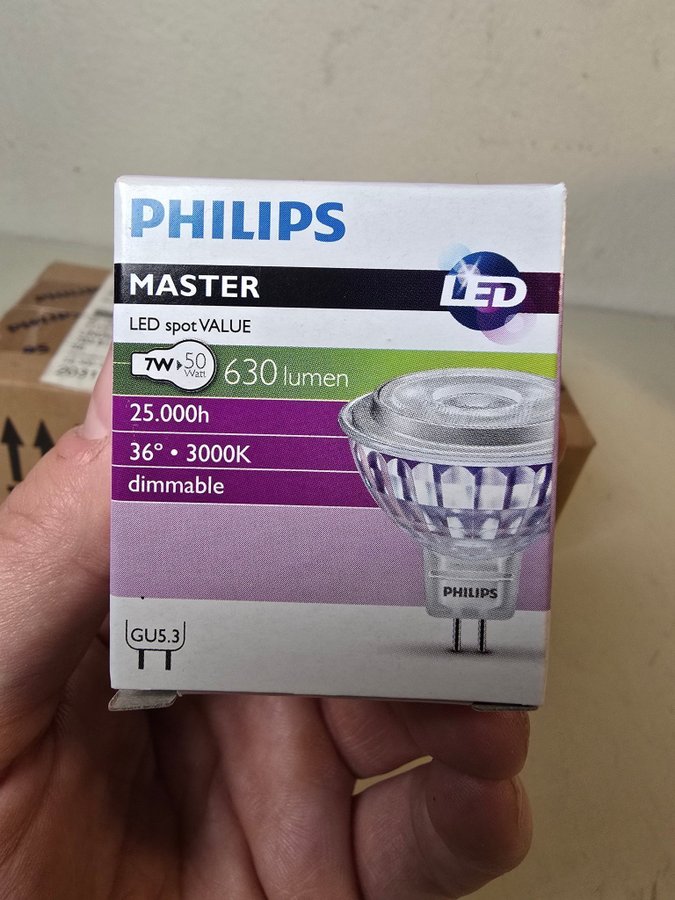 PHILIPS
MASTER
LED
LED spot VALUE
7W 50
Watt
630 lumen
25.000h
36° • 3000K
dimmable
PHILIPS
GU5.3